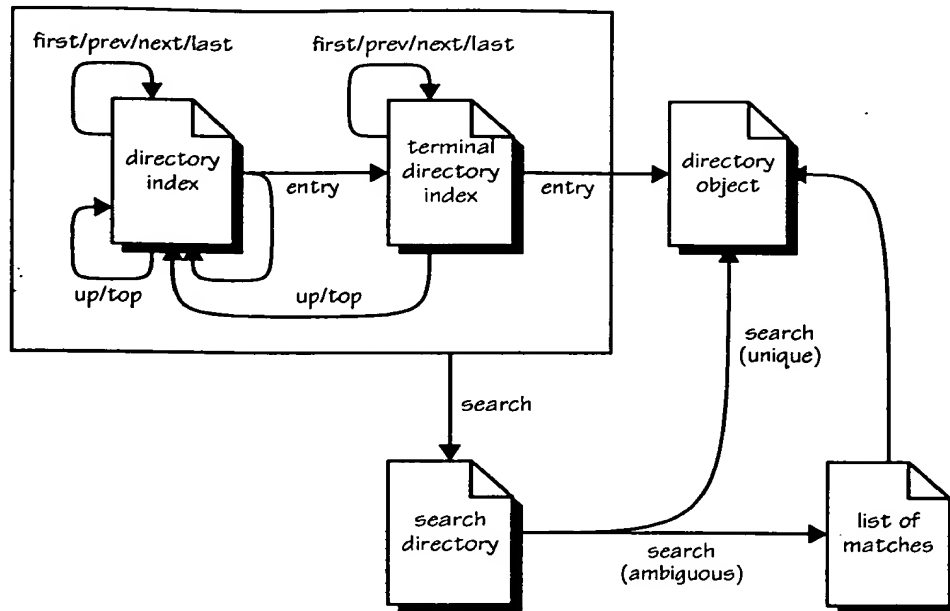 first/prev/next/last
first/prev/next/last
directory
index
entry
terminal
directory
index
entry
directory
object
up/top
up/top
search
(unique)
search
search
directory
search
(ambiguous)
list of
matches